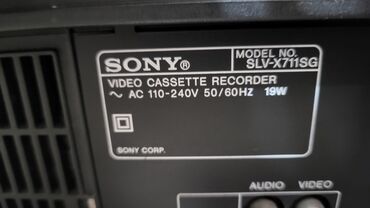 SONY®
MODEL NO.
SLV-X711SG
VIDEO CASSETTE RECORDER
~ AC 110-240V 50/60Hz 19W
SONY CORP.
AUDIO VIDEO